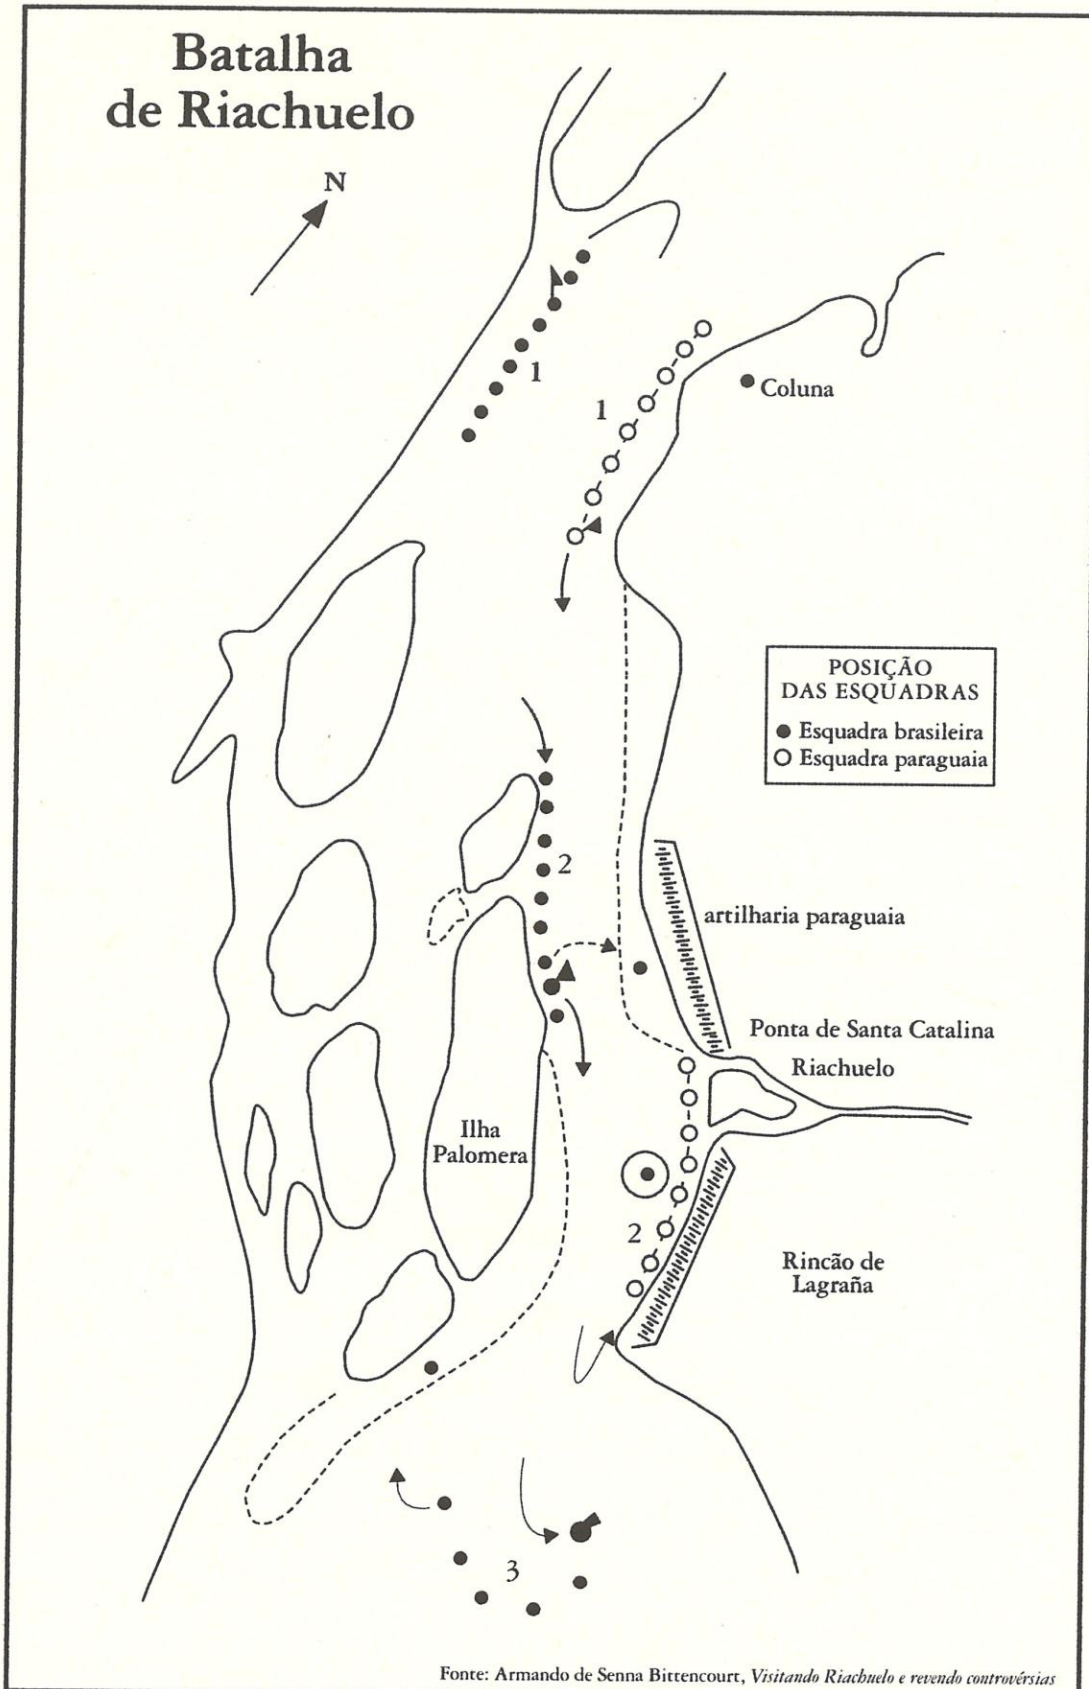 Batalha
de Riachuelo
N
1
1
Coluna
POSIÇÃO
DAS ESQUADRAS
Esquadra brasileira
Esquadra paraguaia
2
artilharia paraguaia
Ponta de Santa Catalina
Riachuelo
Ilha
Palomera
2
Rincão de
Lagraña
3
Fonte: Armando de Senna Bittencourt, Visitando Riachuelo e revendo controvérsias